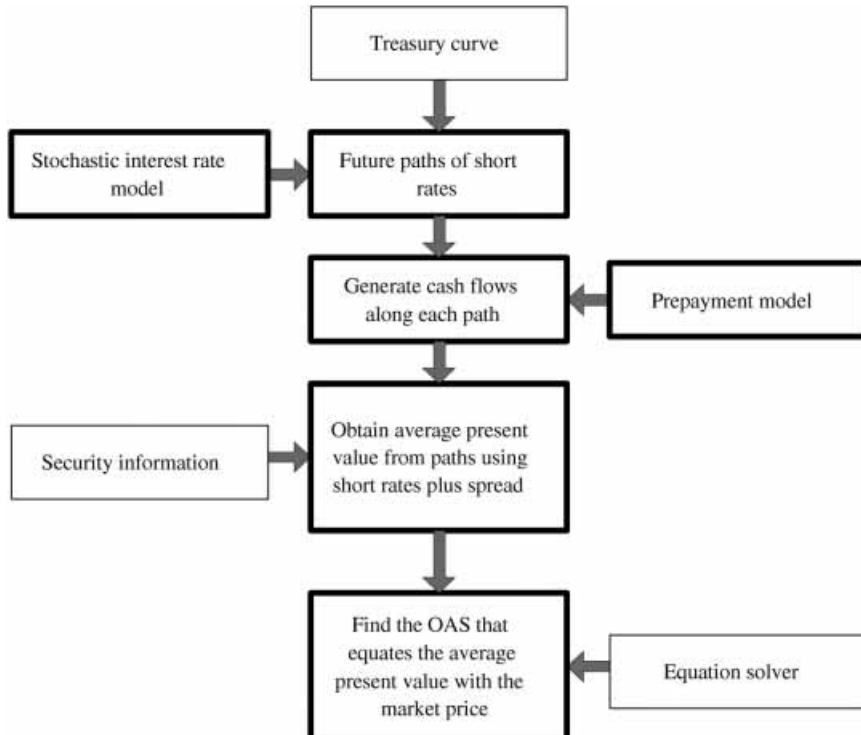 Treasury curve
Stochastic interest rate
model
Future paths of short
rates
Generate cash flows
along each path
Prepayment model
Security information
Obtain average present
value from paths using
short rates plus spread
Find the OAS that
equates the average
present value with the
market price
Equation solver